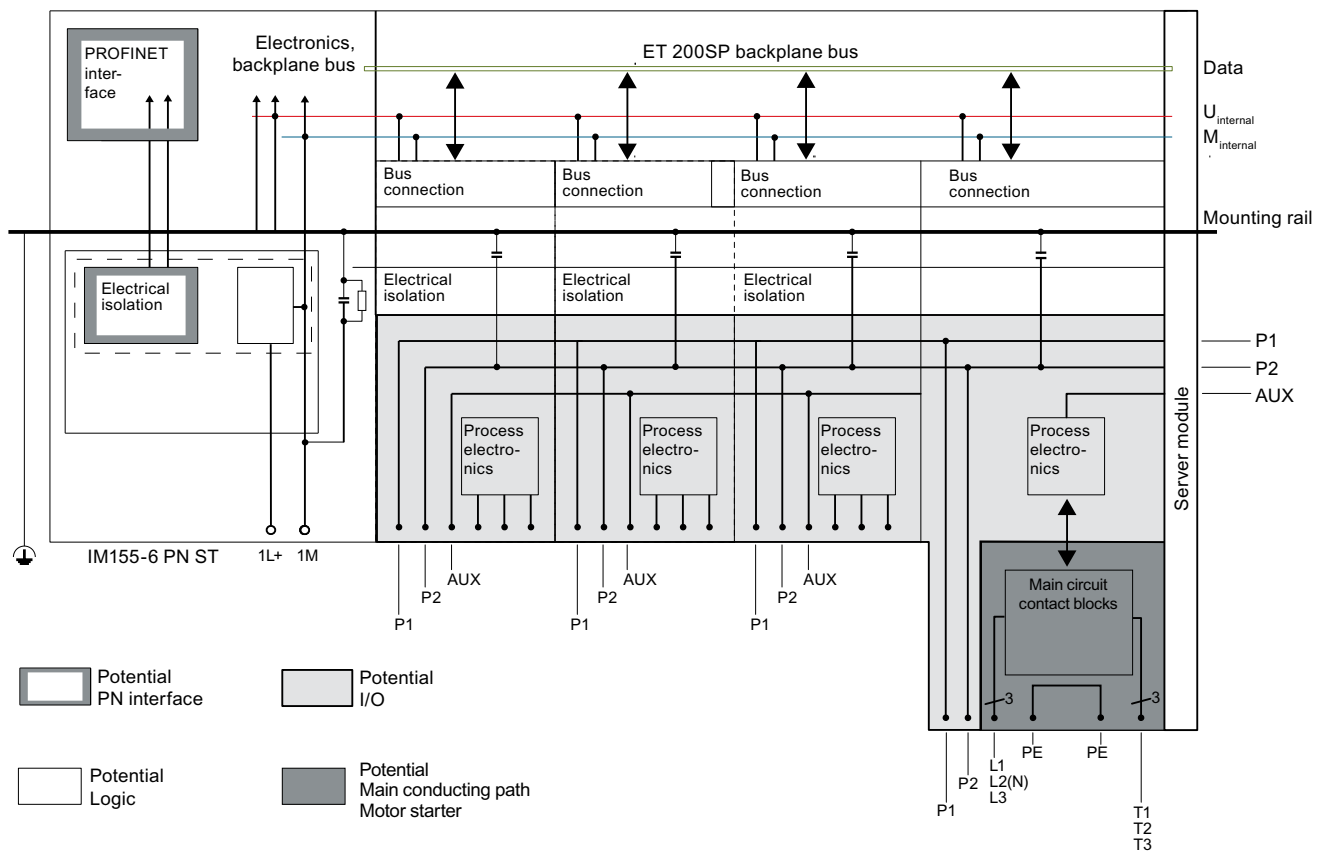 PROFINET
inter-
face
Electronics,
backplane bus
ET 200SP backplane bus
Data
U internal
M internal
Bus
connection
Bus
connection
Bus
connection
Bus
connection
Mounting rail
Electrical
isolation
Electrical
isolation
Electrical
isolation
Electrical
isolation
P1
P2
AUX
Process
electro-
nics
Process
electro-
nics
Process
electro-
nics
Process
electro-
nics
Server module
IM155-6 PN ST
1L+
1M
AUX
P2
P1
AUX
P2
P1
AUX
P2
P1
Main circuit
contact blocks
3
3
P1
P2
L1
L2(N)
L3
PE
PE
T1
T2
T3
Potential
PN interface
Potential
I/O
Potential
Logic
Potential
Main conducting path
Motor starter